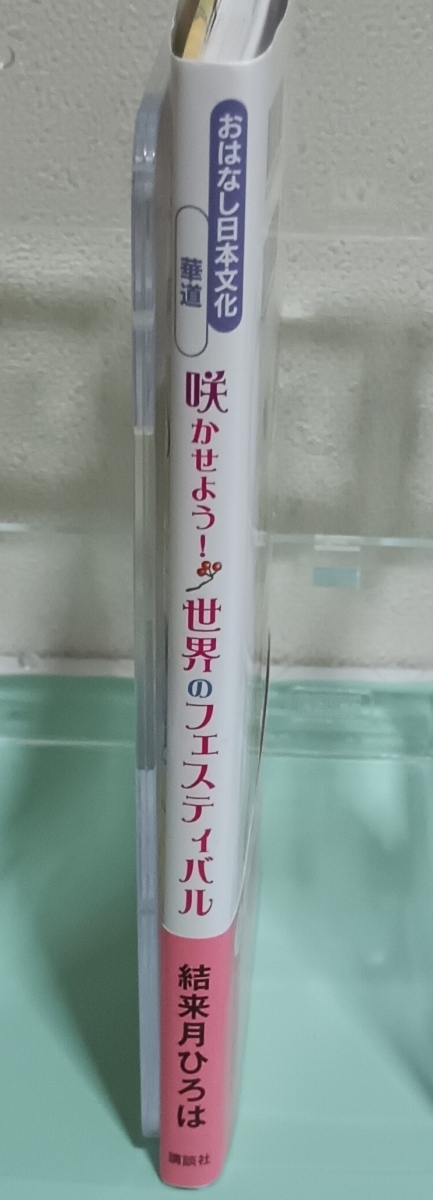 おはなし日本文化
華道
咲かせよう！世界のフェスティバル
結来月ひろは
講談社